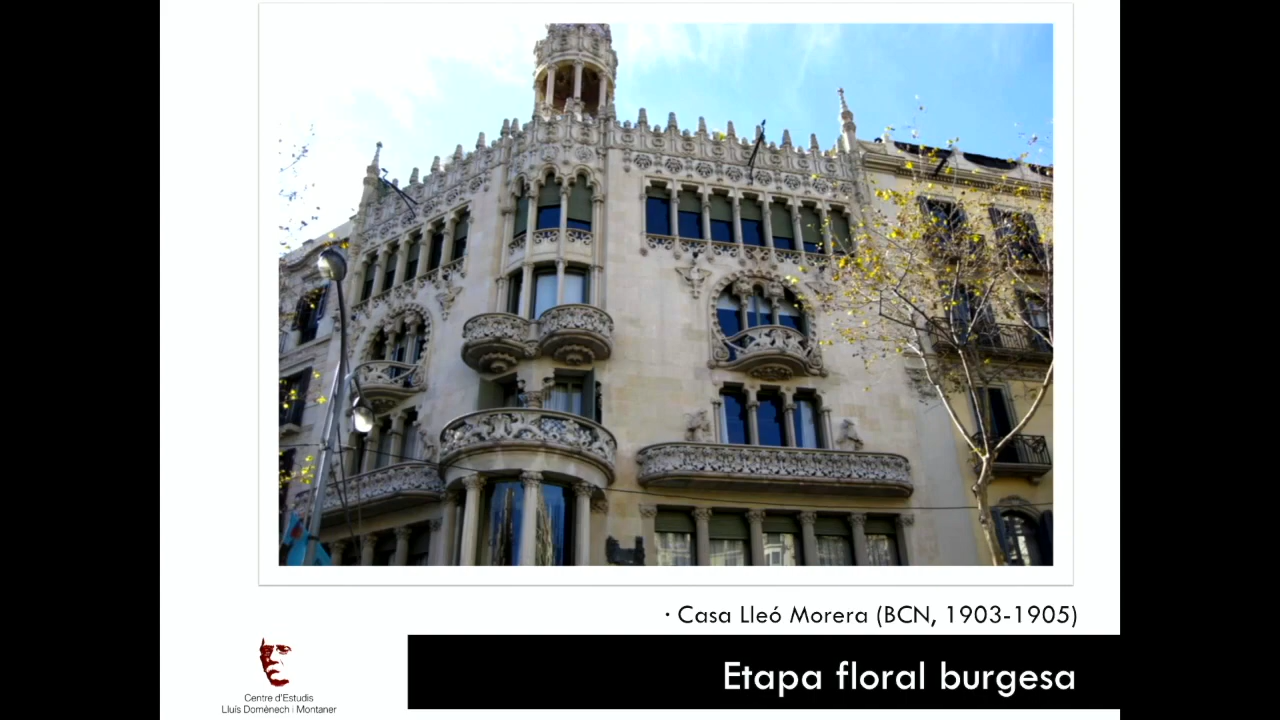 · Casa Lleó Morera (BCN, 1903-1905)
Etapa floral burgesa
Centre d'Estudis
Lluís Domènech i Montaner